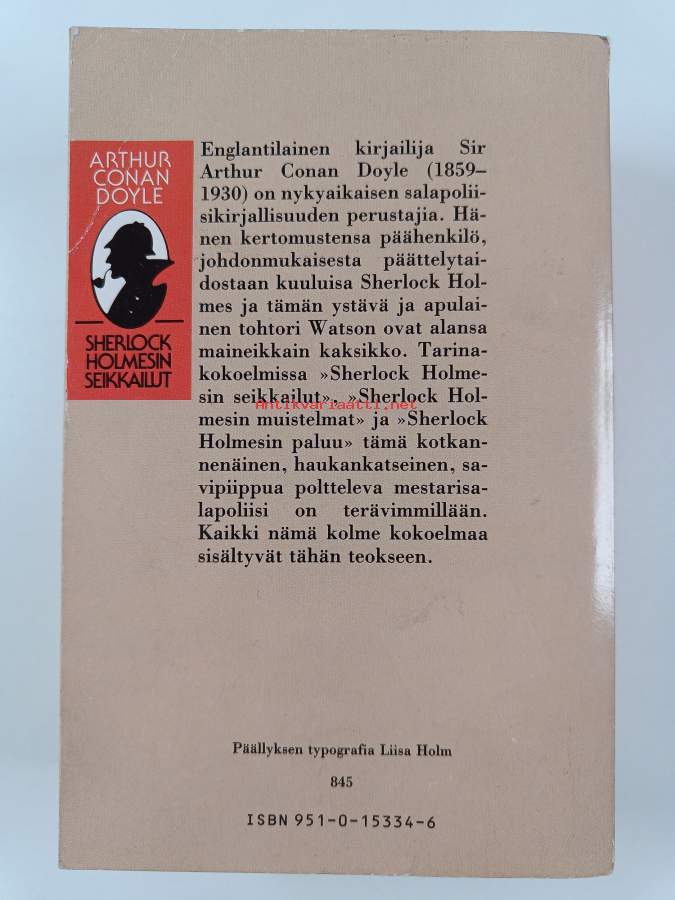 ARTHUR
CONAN
DOYLE
SHERLOCK
HOLMESIN
SEIKKAILUT
Englantilainen kirjailija Sir
Arthur Conan Doyle (1859–
1930) on nykyaikaisen salapolii-
sikirjallisuuden perustajia. Hä-
nen kertomustensa päähenkilö,
johdonmukaisesta päättelytai-
dostaan kuuluisa Sherlock Hol-
mes ja tämän ystävä ja apulai-
nen tohtori Watson ovat alansa
maineikkain kaksikko. Tarina-
kokoelmissa »Sherlock Holme-
sin seikkailut», »Sherlock Hol-
Antikvariaatti.net
mesin muistelmat» ja »Sherlock
Holmesin paluu» tämä kotkan-
nenäinen, haukankatseinen, sa-
vipiippua poltteleva mestarisa-
lapoliisi on terävimmillään.
Kaikki nämä kolme kokoelmaa
sisältyvät tähän teokseen.
Päällyksen typografia Liisa Holm
845
ISBN 951-0-15334-6